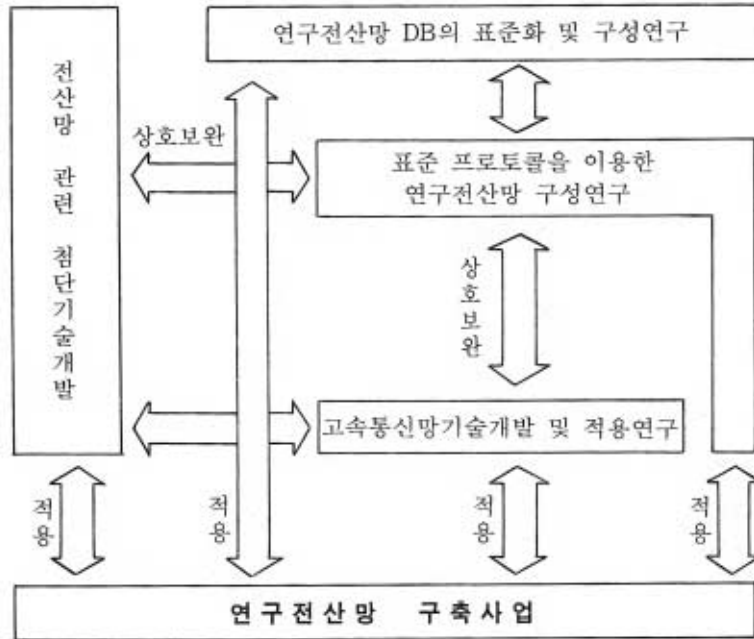 연구전산망 DB의 표준화 및 구성연구
전산망 관련 첨단기술개발
상호보완
표준 프로토콜을 이용한
연구전산망 구성연구
상호보완
고속통신망기술개발 및 적용연구
적용
적용
적용
적용
연구전산망 구축사업